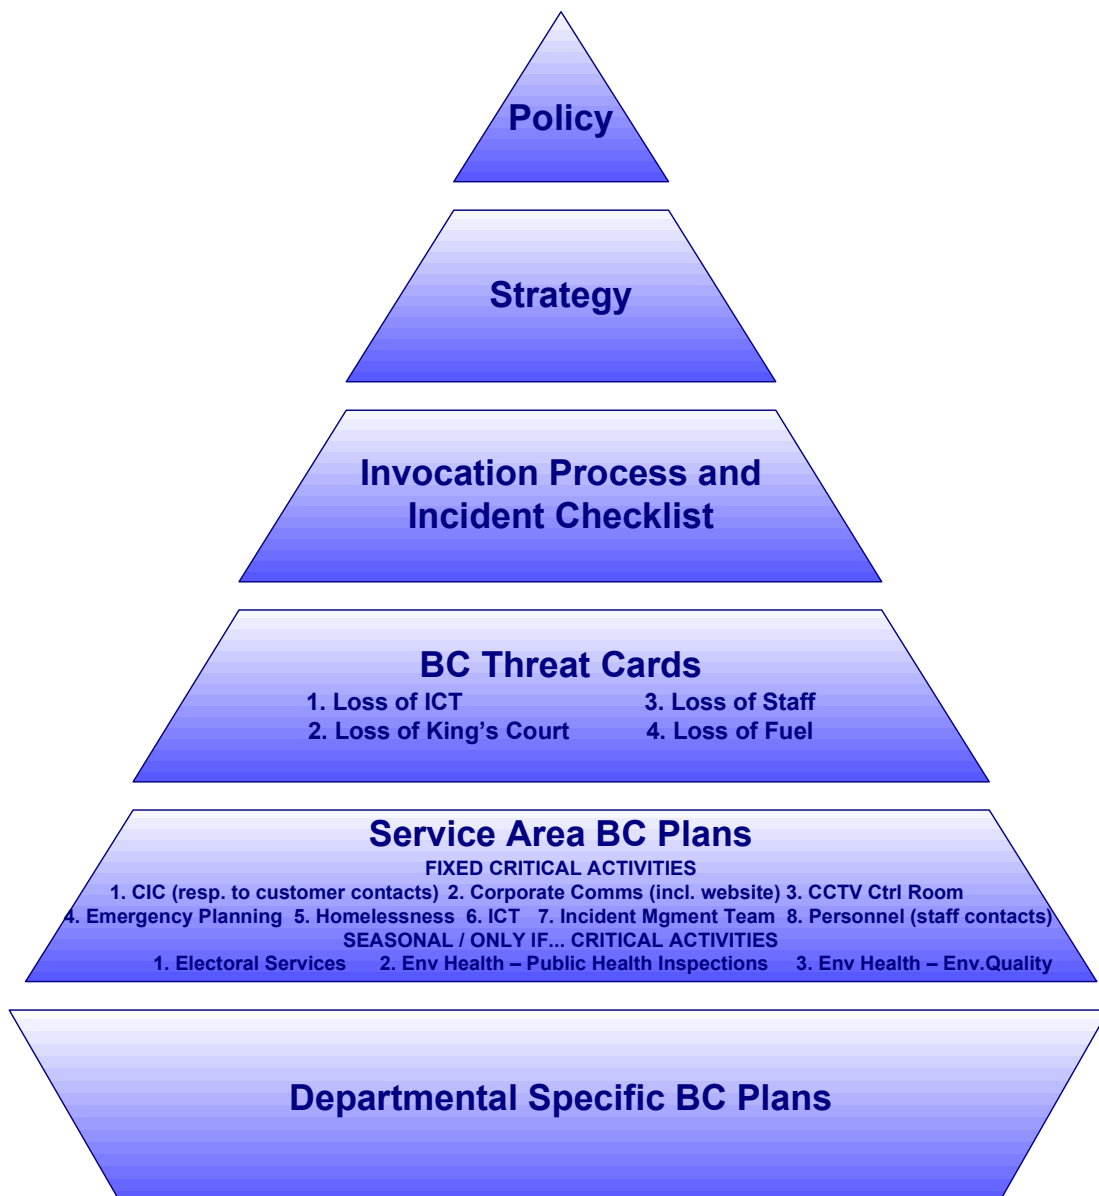 Policy
Strategy
Invocation Process and
Incident Checklist
BC Threat Cards
1. Loss of ICT 3. Loss of Staff
2. Loss of King’s Court 4. Loss of Fuel
Service Area BC Plans
FIXED CRITICAL ACTIVITIES
1. CIC (resp. to customer contacts) 2. Corporate Comms (incl. website) 3. CCTV Ctrl Room
4. Emergency Planning 5. Homelessness 6. ICT 7. Incident Mgment Team 8. Personnel (staff contacts)
SEASONAL / ONLY IF... CRITICAL ACTIVITIES
1. Electoral Services 2. Env Health – Public Health Inspections 3. Env Health – Env.Quality
Departmental Specific BC Plans